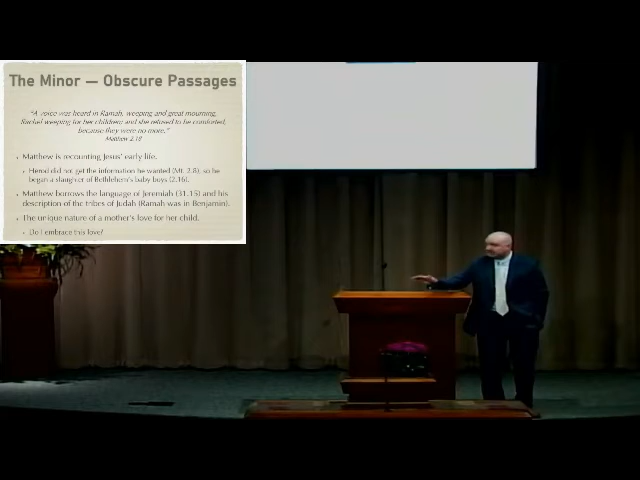 The Minor — Obscure Passages
"A voice was heard in Ramah, weeping and great mourning,
Rachel weeping for her children; and she refused to be comforted,
because they were no more."
Matthew 2.18
Matthew is recounting Jesus' early life.
Herod did not get the information he wanted (Mt. 2.8), so he
began a slaughter of Bethlehem's baby boys (2.16).
Matthew borrows the language of Jeremiah (31.15) and his
description of the tribes of Judah (Ramah was in Benjamin).
The unique nature of a mother's love for her child.
Do I embrace this love?